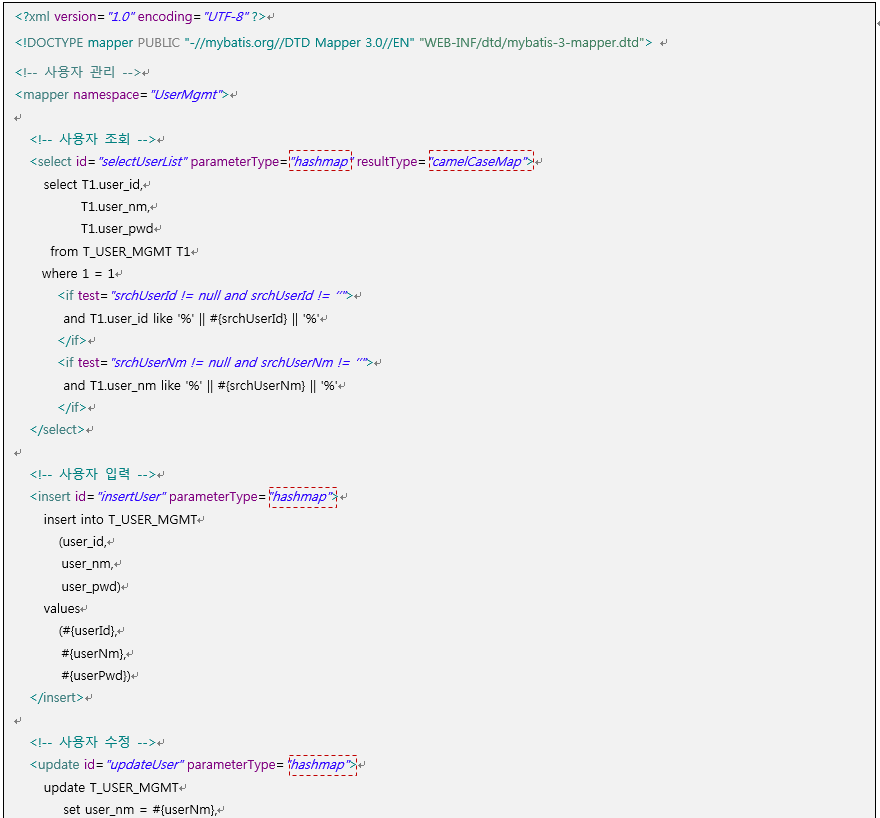 <?xml version="1.0" encoding="UTF-8"?>
<!DOCTYPE mapper PUBLIC "-//mybatis.org//DTD Mapper 3.0//EN" "WEB-INF/dtd/mybatis-3-mapper.dtd">
<!-- 사용자 관리 -->
<mapper namespace="UserMgmt">
<!-- 사용자 조회 -->
<select id="selectUserList" parameterType="hashmap" resultType="camelCaseMap">
select T1.user_id,
T1.user_nm,
T1.user_pwd
from T_USER_MGMT T1
where 1 = 1
<if test="srchUserId != null and srchUserId != “”">
and T1.user_id like '%' || #{srchUserId} || '%'
</if>
<if test="srchUserNm != null and srchUserNm != “”">
and T1.user_nm like '%' || #{srchUserNm} || '%'
</if>
</select>
<!-- 사용자 입력 -->
<insert id="insertUser" parameterType="hashmap">
insert into T_USER_MGMT
(user_id,
user_nm,
user_pwd)
values
(#{userId},
#{userNm},
#{userPwd})
</insert>
<!-- 사용자 수정 -->
<update id="updateUser" parameterType="hashmap">
update T_USER_MGMT
set user_nm = #{userNm},